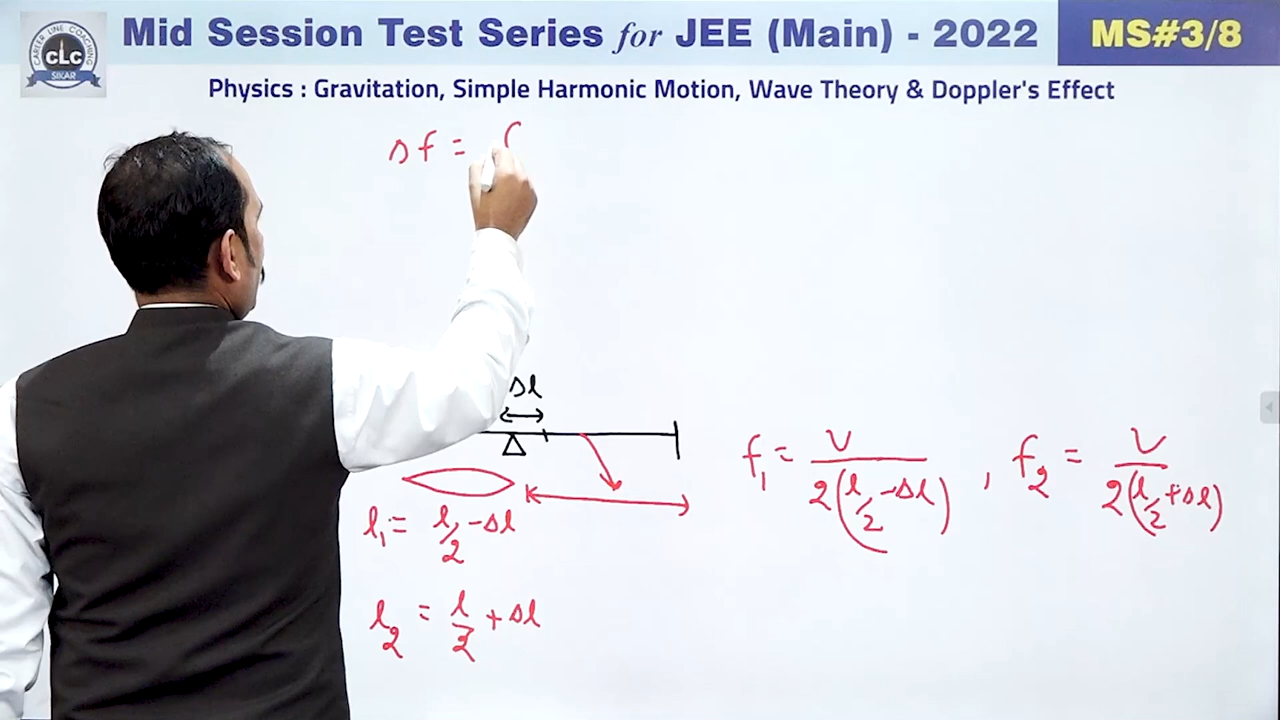 CAREER LINE COACHING
CLC
SIKAR
Mid Session Test Series for JEE (Main) - 2022
MS#3/8
Physics : Gravitation, Simple Harmonic Motion, Wave Theory & Doppler's Effect
Δf =
Δl
f₁ = V / 2(l/2 - Δl) , f₂ = V / 2(l/2 + Δl)
l₁ = l/2 - Δl
l₂ = l/2 + Δl